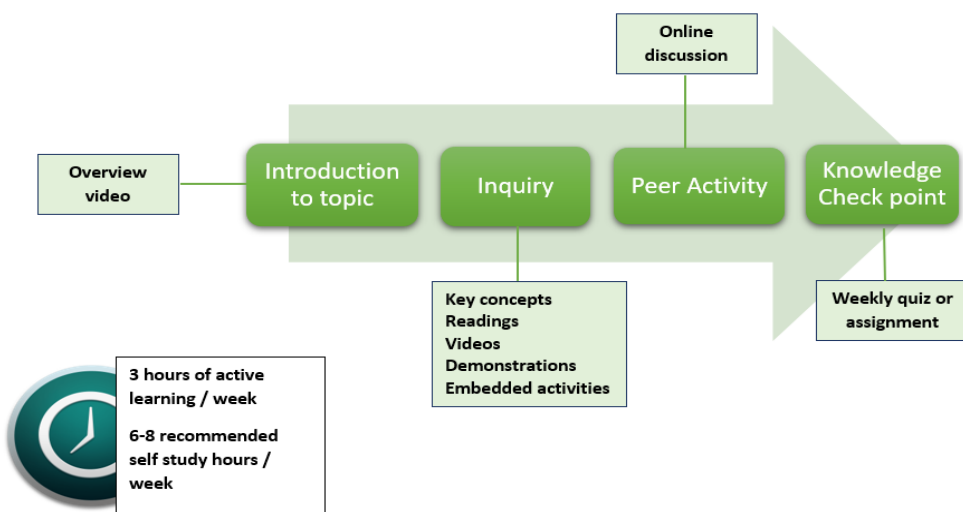 Online
discussion
Overview
video
Introduction
to topic
Inquiry
Peer Activity
Knowledge
Check point
Key concepts
Readings
Videos
Demonstrations
Embedded activities
Weekly quiz or
assignment
3 hours of active
learning / week
6-8 recommended
self study hours /
week